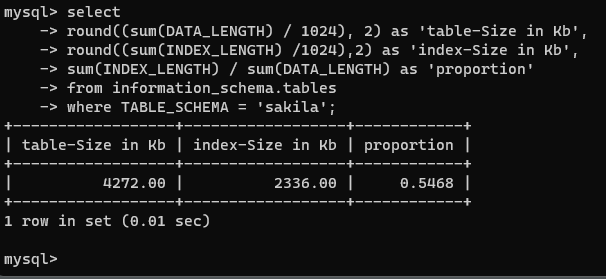 mysql> select
    -> round((sum(DATA_LENGTH) / 1024), 2) as 'table-Size in Kb',
    -> round((sum(INDEX_LENGTH) /1024),2) as 'index-Size in Kb',
    -> sum(INDEX_LENGTH) / sum(DATA_LENGTH) as 'proportion'
    -> from information_schema.tables
    -> where TABLE_SCHEMA = 'sakila';
+------------------+------------------+------------+
| table-Size in Kb | index-Size in Kb | proportion |
+------------------+------------------+------------+
|          4272.00 |          2336.00 |     0.5468 |
+------------------+------------------+------------+
1 row in set (0.01 sec)

mysql>